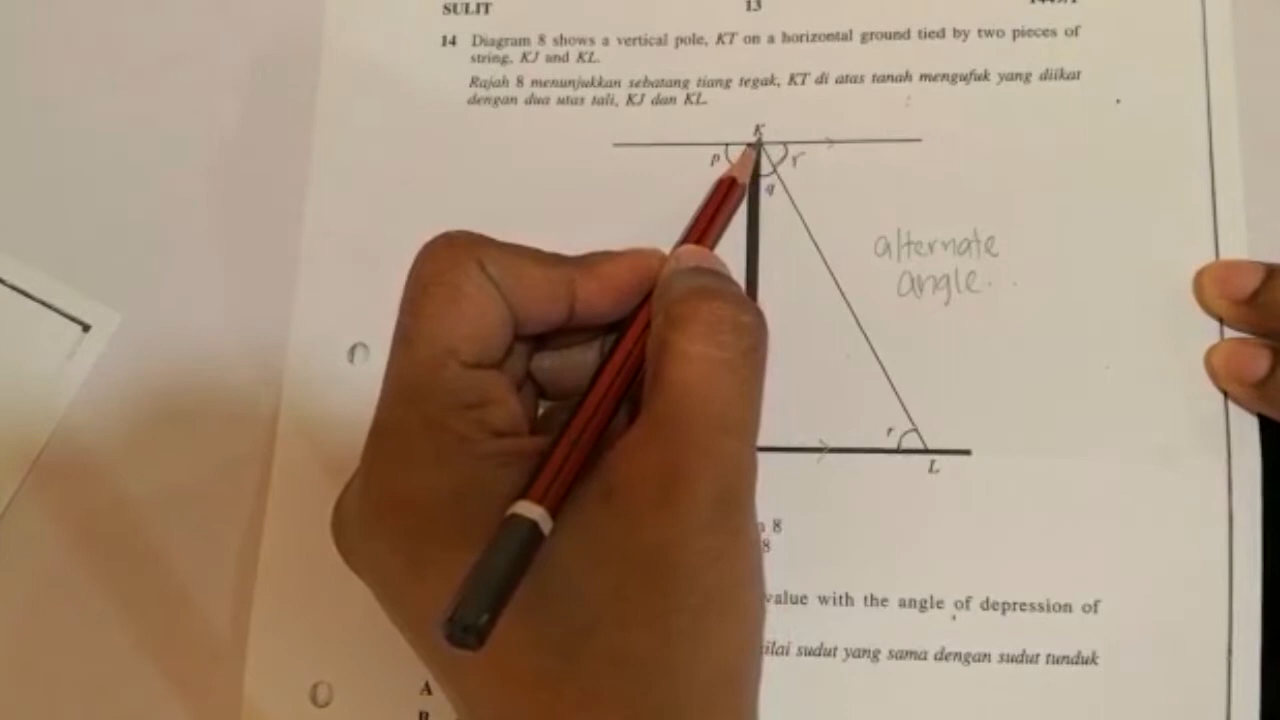 SULIT 13
14 Diagram 8 shows a vertical pole, KT on a horizontal ground tied by two pieces of
string, KJ and KL.
Rajah 8 menunjukkan sebatang tiang tegak, KT di atas tanah mengufuk yang diikat
dengan dua utas tali, KJ dan KL.
K
p r
q
alternate
angle.
r
L
8
8
value with the angle of depression of
sudut yang sama dengan sudut tunduk
A